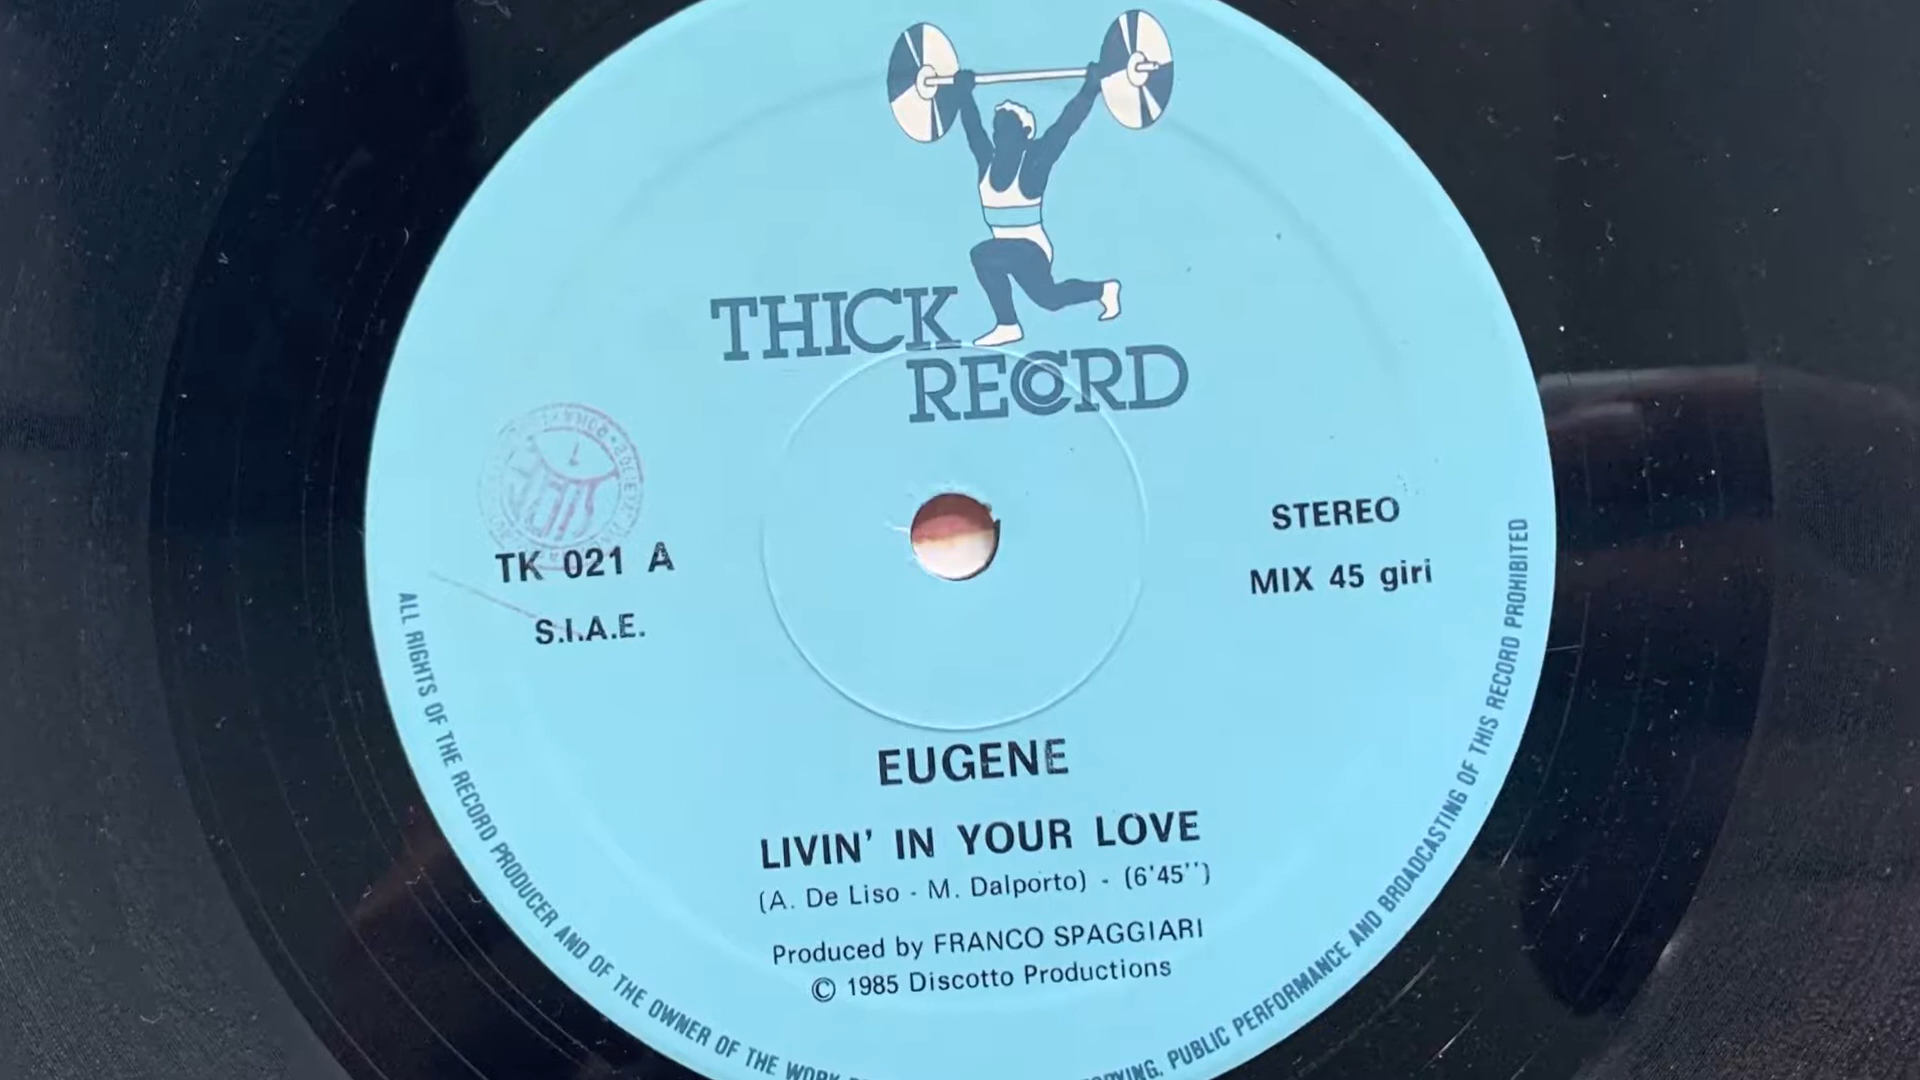 THICK
RECORD
STEREO
TK 021 A
MIX 45 giri
S.I.A.E.
EUGENE
LIVIN' IN YOUR LOVE
(A. De Liso - M. Dalporto) - (6'45'')
Produced by FRANCO SPAGGIARI
© 1985 Discotto Productions
ALL RIGHTS OF THE RECORD PRODUCER AND OF THE OWNER OF THE WORK
PUBLIC PERFORMANCE AND BROADCASTING OF THIS RECORD PROHIBITED